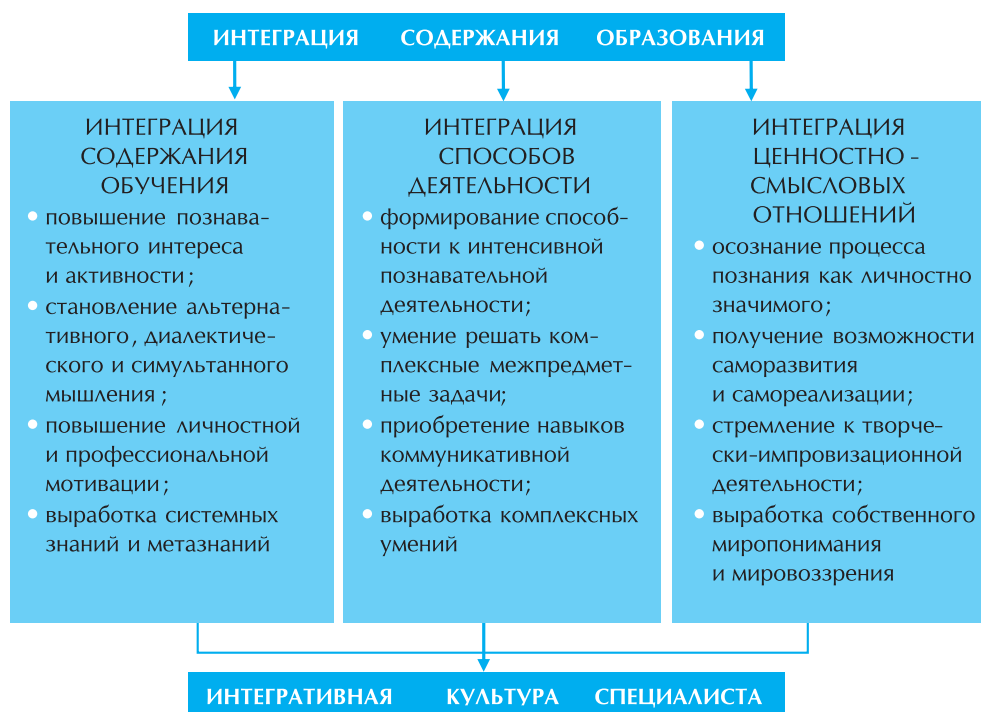 ИНТЕГРАЦИЯ СОДЕРЖАНИЯ ОБРАЗОВАНИЯ
ИНТЕГРАЦИЯ
СОДЕРЖАНИЯ
ОБУЧЕНИЯ
• повышение познава-
тельного интереса
и активности;
• становление альтерна-
тивного, диалектиче-
ского и симультанного
мышления;
• повышение личностной
и профессиональной
мотивации;
• выработка системных
знаний и метазнаний
ИНТЕГРАЦИЯ
СПОСОБОВ
ДЕЯТЕЛЬНОСТИ
• формирование способ-
ности к интенсивной
познавательной
деятельности;
• умение решать ком-
плексные межпредмет-
ные задачи;
• приобретение навыков
коммуникативной
деятельности;
• выработка комплексных
умений
ИНТЕГРАЦИЯ
ЦЕННОСТНО-
СМЫСЛОВЫХ
ОТНОШЕНИЙ
• осознание процесса
познания как личностно
значимого;
• получение возможности
саморазвития
и самореализации;
• стремление к творче-
ски-импровизационной
деятельности;
• выработка собственного
миропонимания
и мировоззрения
ИНТЕГРАТИВНАЯ КУЛЬТУРА СПЕЦИАЛИСТА